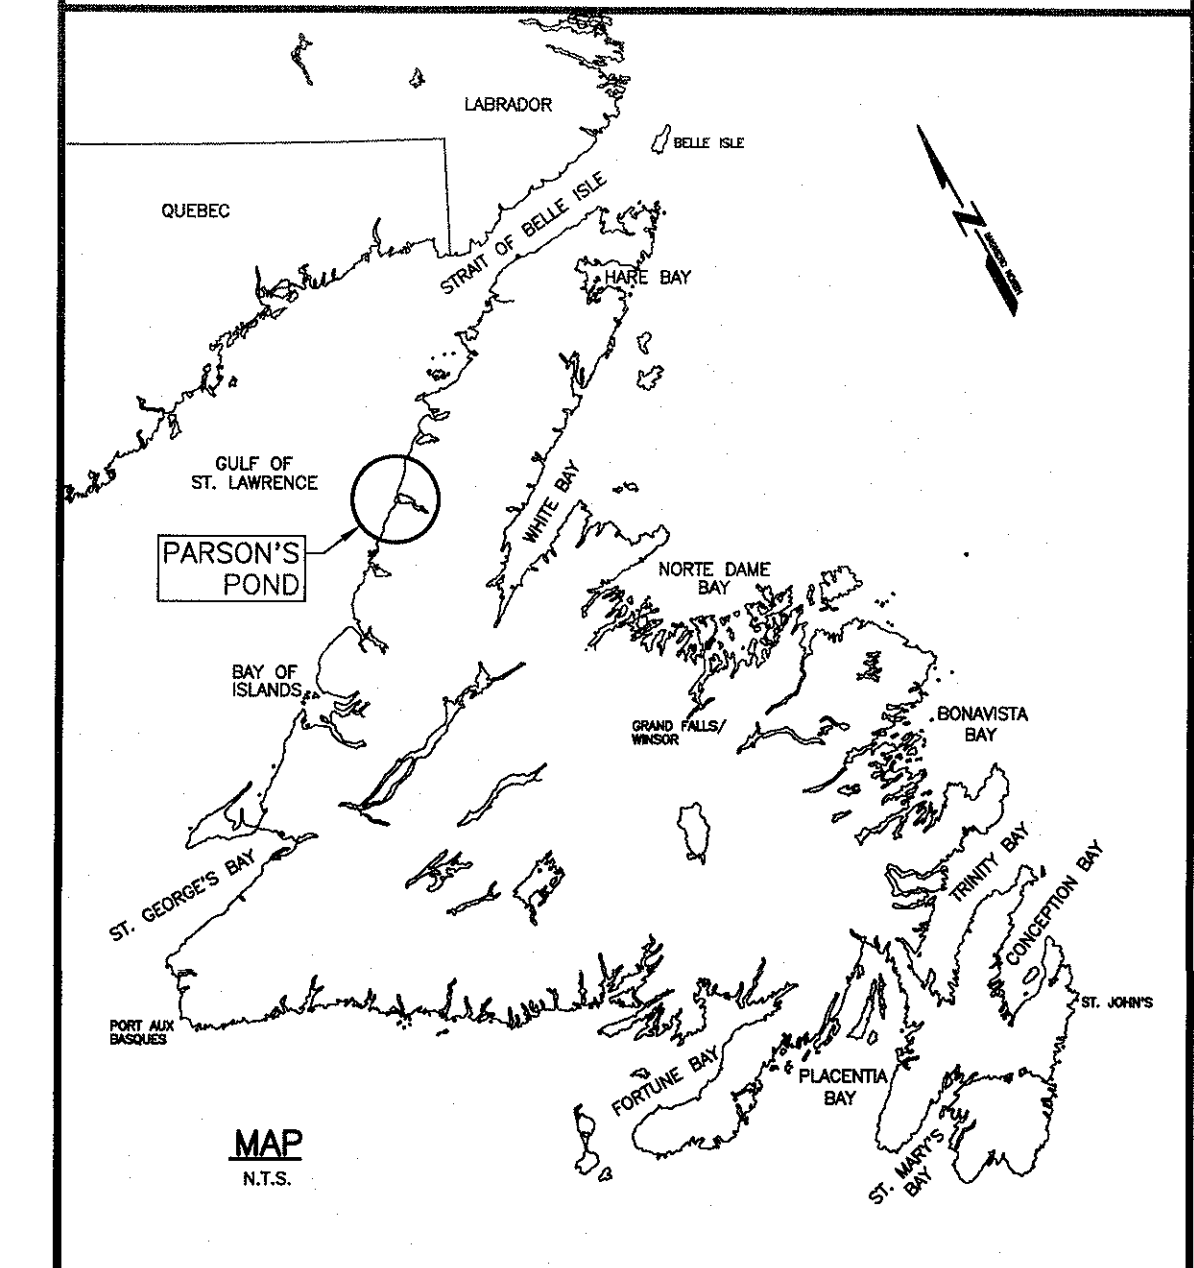 LABRADOR
BELLE ISLE
QUEBEC
STRAIT OF BELLE ISLE
N
MAGNETIC NORTH
HARE BAY
GULF OF
ST. LAWRENCE
WHITE BAY
PARSON'S
POND
NORTE DAME
BAY
BAY OF
ISLANDS
GRAND FALLS/
WINSOR
BONAVISTA
BAY
TRINITY BAY
CONCEPTION BAY
ST. GEORGE'S BAY
ST. JOHN'S
PORT AUX
BASQUES
FORTUNE BAY
PLACENTIA
BAY
ST. MARY'S
BAY
MAP
N.T.S.